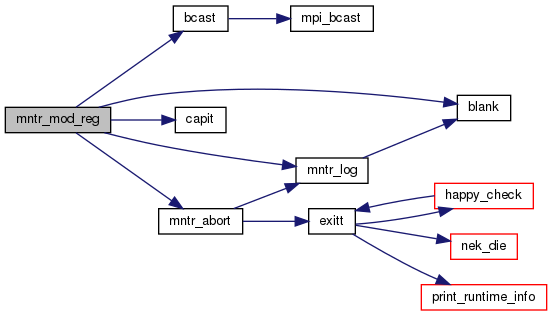 mntr_mod_reg
bcast
mpi_bcast
blank
capit
mntr_log
mntr_abort
exitt
happy_check
nek_die
print_runtime_info